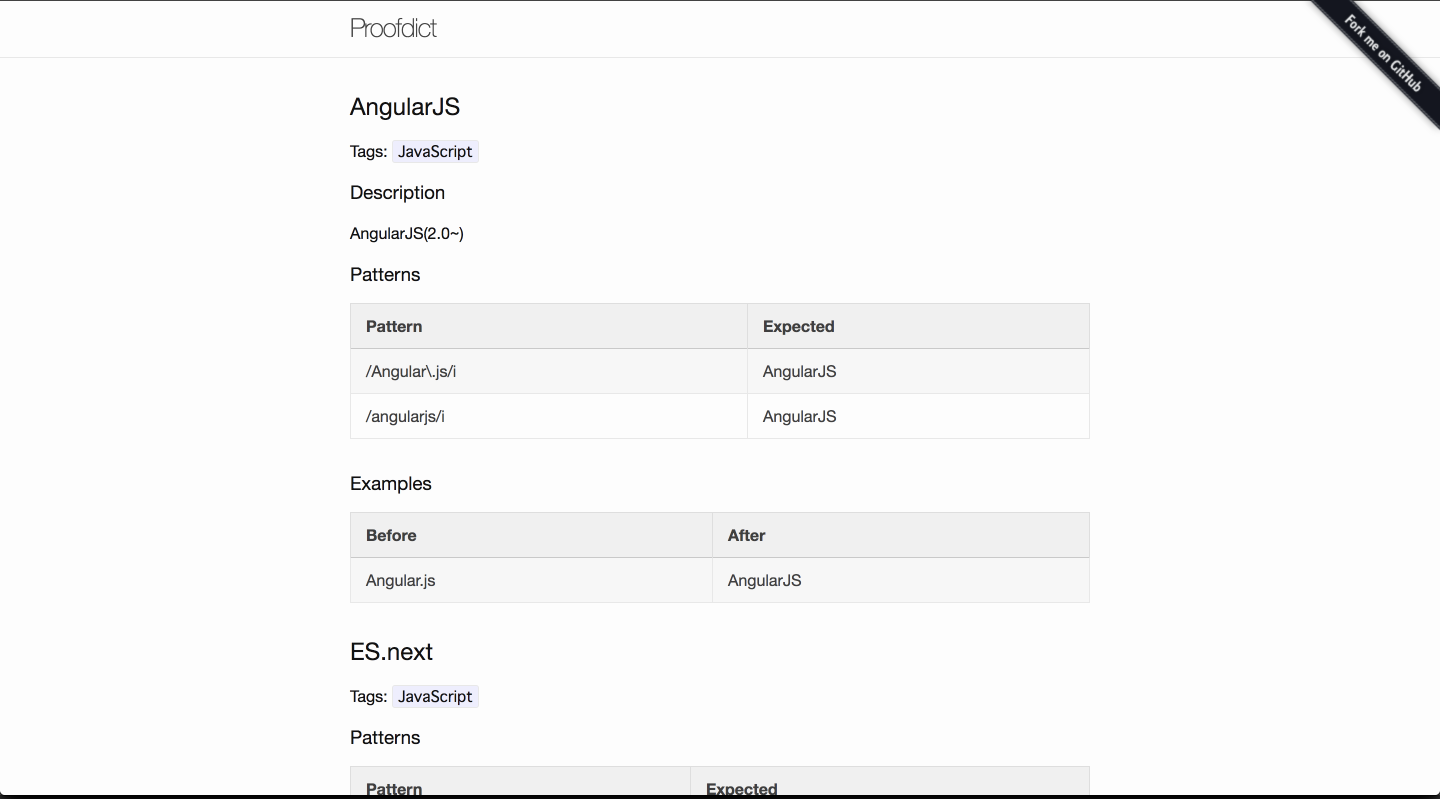 Proofdict
Fork me on GitHub
AngularJS
Tags: JavaScript
Description
AngularJS(2.0~)
Patterns
Pattern Expected
/Angular\.js/i AngularJS
/angularjs/i AngularJS
Examples
Before After
Angular.js AngularJS
ES.next
Tags: JavaScript
Patterns
Pattern Expected